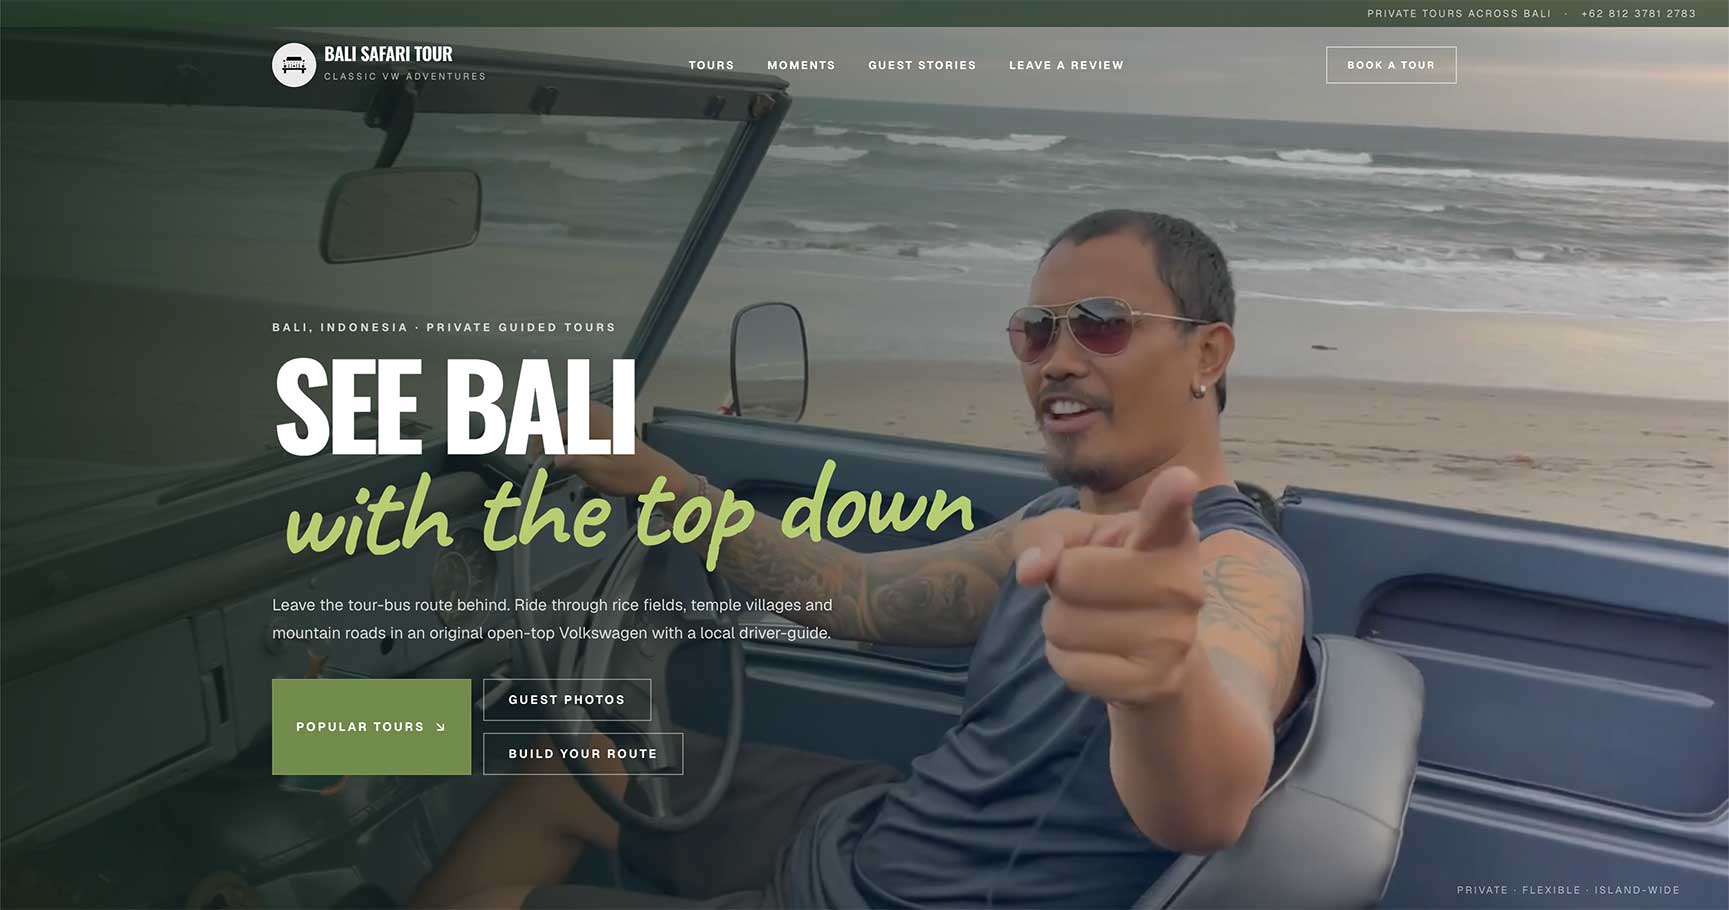 PRIVATE TOURS ACROSS BALI · +62 812 3781 2783
BALI SAFARI TOUR
CLASSIC VW ADVENTURES
TOURS
MOMENTS
GUEST STORIES
LEAVE A REVIEW
BOOK A TOUR
BALI, INDONESIA · PRIVATE GUIDED TOURS
SEE BALI
with the top down
Leave the tour-bus route behind. Ride through rice fields, temple villages and
mountain roads in an original open-top Volkswagen with a local driver-guide.
POPULAR TOURS ↘
GUEST PHOTOS
BUILD YOUR ROUTE
PRIVATE · FLEXIBLE · ISLAND-WIDE